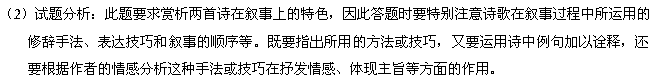 （2）试题分析：此题要求赏析两首诗在叙事上的特色，因此答题时要特别注意诗歌在叙事过程中所运用的
修辞手法、表达技巧和叙事的顺序等。既要指出所用的方法或技巧，又要运用诗中例句加以诠释，还
要根据作者的情感分析这种手法或技巧在抒发情感、体现主旨等方面的作用。